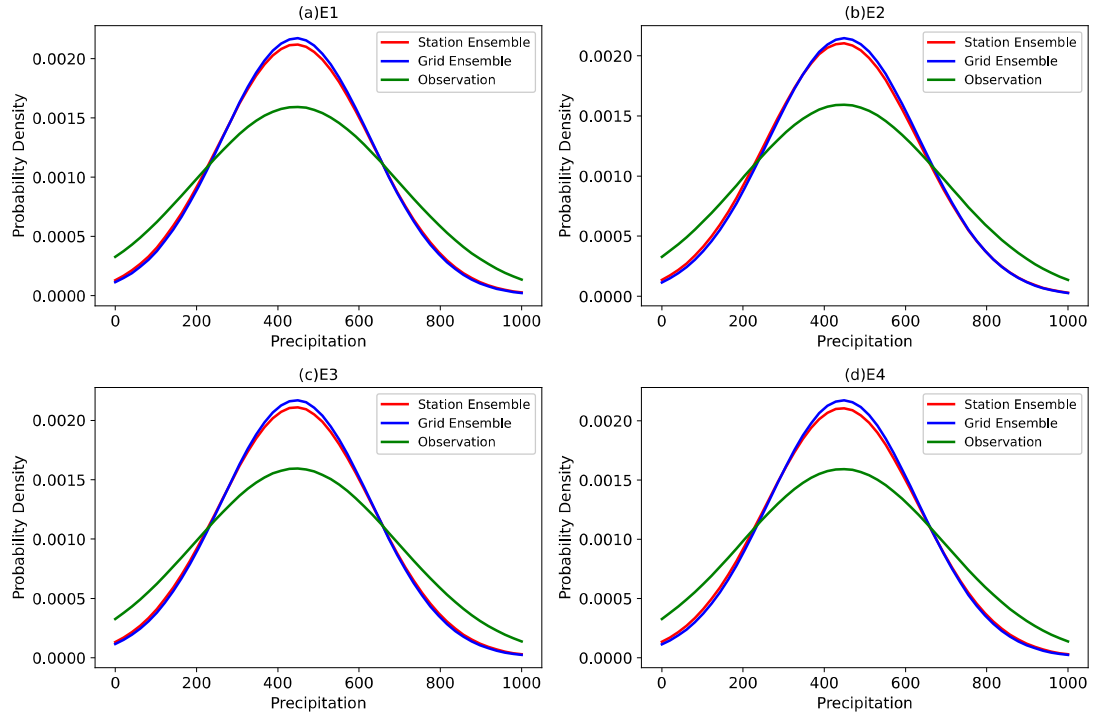 (a)E1
Station Ensemble
Grid Ensemble
Observation
Probability Density
0.0020
0.0015
0.0010
0.0005
0.0000
0 200 400 600 800 1000
Precipitation
(b)E2
Station Ensemble
Grid Ensemble
Observation
Probability Density
0.0020
0.0015
0.0010
0.0005
0.0000
0 200 400 600 800 1000
Precipitation
(c)E3
Station Ensemble
Grid Ensemble
Observation
Probability Density
0.0020
0.0015
0.0010
0.0005
0.0000
0 200 400 600 800 1000
Precipitation
(d)E4
Station Ensemble
Grid Ensemble
Observation
Probability Density
0.0020
0.0015
0.0010
0.0005
0.0000
0 200 400 600 800 1000
Precipitation